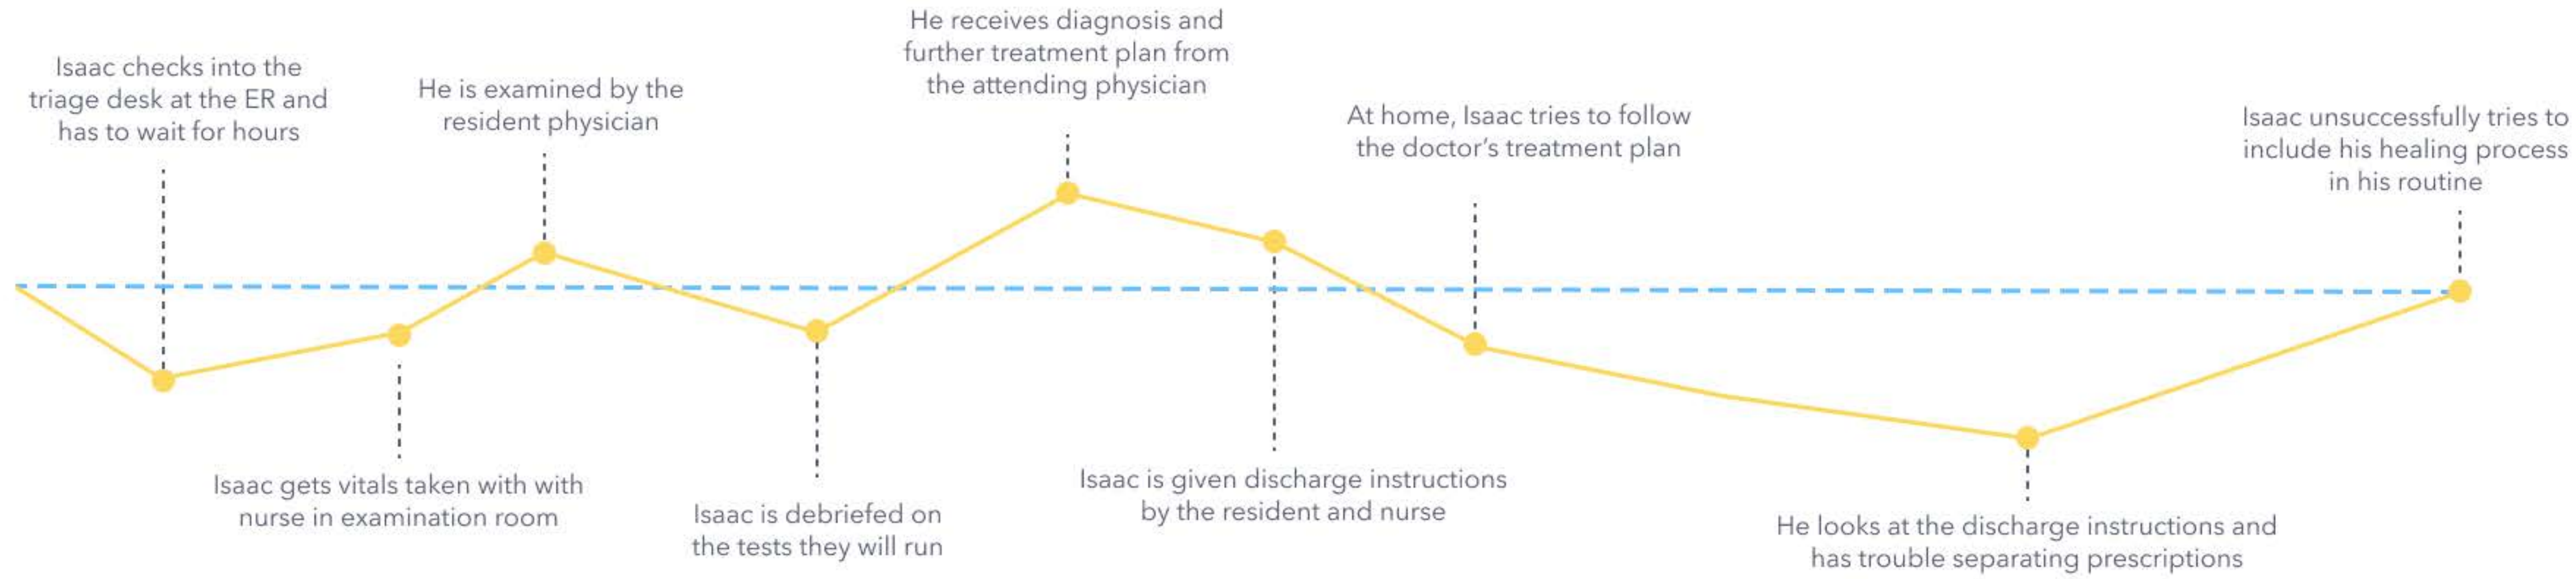 Isaac checks into the
triage desk at the ER and
has to wait for hours
Isaac gets vitals taken with with
nurse in examination room
He is examined by the
resident physician
Isaac is debriefed on
the tests they will run
He receives diagnosis and
further treatment plan from
the attending physician
Isaac is given discharge instructions
by the resident and nurse
At home, Isaac tries to follow
the doctor’s treatment plan
He looks at the discharge instructions and
has trouble separating prescriptions
Isaac unsuccessfully tries to
include his healing process
in his routine